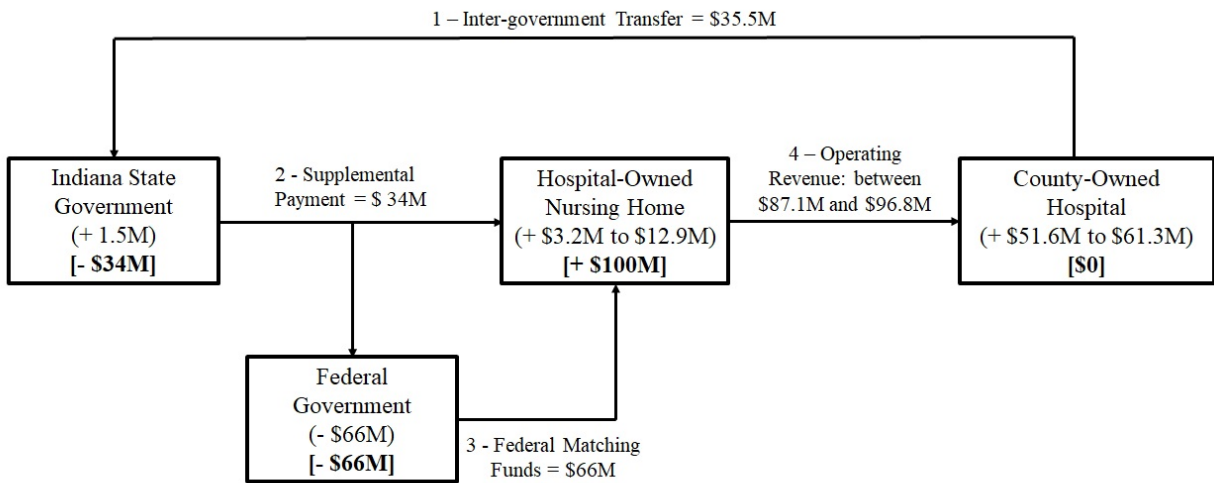 1 – Inter-government Transfer = $35.5M
Indiana State
Government
(+ 1.5M)
[- $34M]
2 - Supplemental
Payment = $ 34M
Hospital-Owned
Nursing Home
(+ $3.2M to $12.9M)
[+ $100M]
4 – Operating
Revenue: between
$87.1M and $96.8M
County-Owned
Hospital
(+ $51.6M to $61.3M)
[$0]
Federal
Government
(- $66M)
[- $66M]
3 - Federal Matching
Funds = $66M